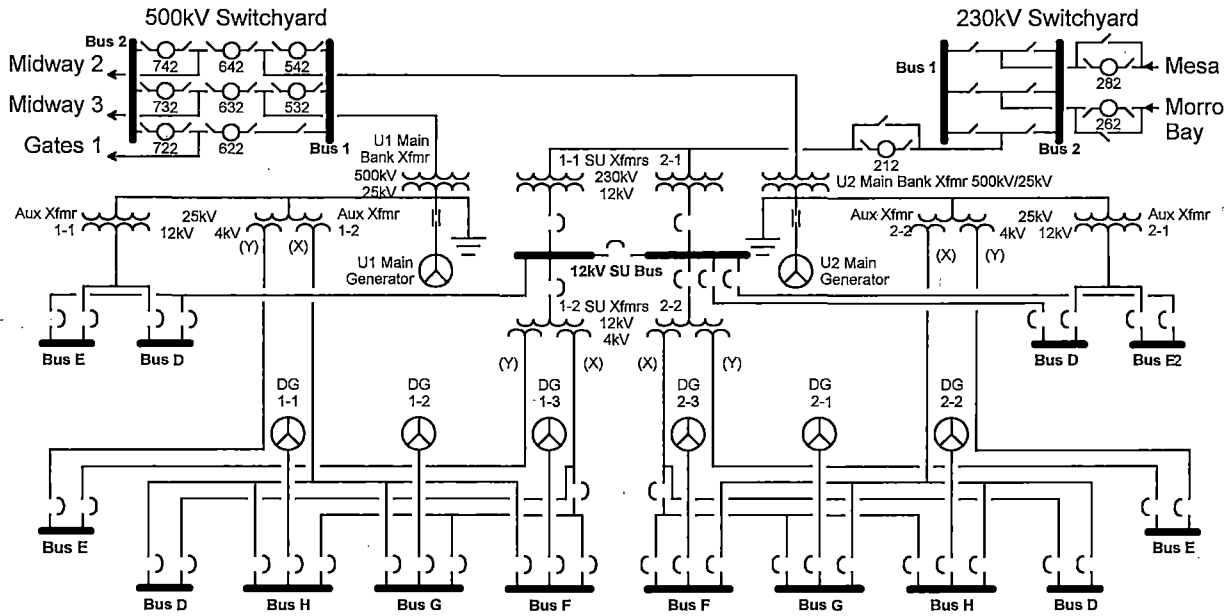 500kV Switchyard
230kV Switchyard
Bus 2
742
642
542
Midway 2
732
632
532
Midway 3
722
622
Gates 1
Bus 1
Bus 1
Mesa
282
Morro
Bay
262
Bus 2
212
U1 Main
Bank Xfmr
500kV
25kV
1-1 SU Xfmrs 2-1
230kV
12kV
U2 Main Bank Xfmr 500kV/25kV
Aux Xfmr
1-1
25kV
12kV
4kV
(Y)
(X)
Aux Xfmr
1-2
U1 Main
Generator
12kV SU Bus
U2 Main
Generator
Aux Xfmr
2-2
25kV
4kV
12kV
(X)
(Y)
Aux Xfmr
2-1
1-2 SU Xfmrs 2-2
12kV
4kV
(Y)
(X)
(X)
(Y)
Bus E
Bus D
Bus D
Bus E2
DG
1-1
DG
1-2
DG
1-3
DG
2-3
DG
2-1
DG
2-2
Bus E
Bus E
Bus D
Bus H
Bus G
Bus F
Bus F
Bus G
Bus H
Bus D